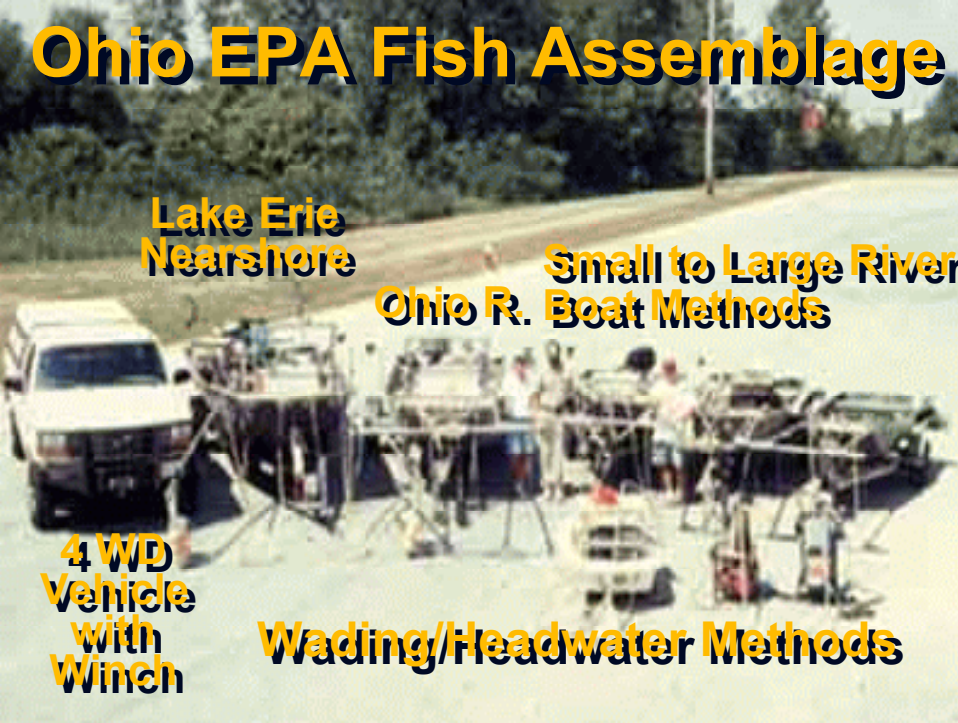 Ohio EPA Fish Assemblage
Lake Erie
Nearshore
Ohio R.
Small to Large River
Boat Methods
4 WD
Vehicle
with
Winch
Wading/Headwater Methods